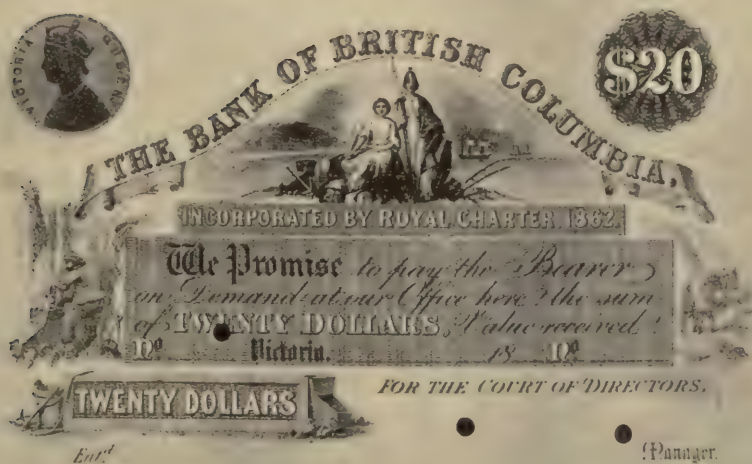 VICTORIA QUEEN
$20
THE BANK OF BRITISH COLUMBIA,
INCORPORATED BY ROYAL CHARTER, 1862.
We Promise to pay the Bearer
on Demand at our Office here the sum
of TWENTY DOLLARS, Value received
No Victoria. 18 No
TWENTY DOLLARS
FOR THE COURT OF DIRECTORS,
Entd. Manager.